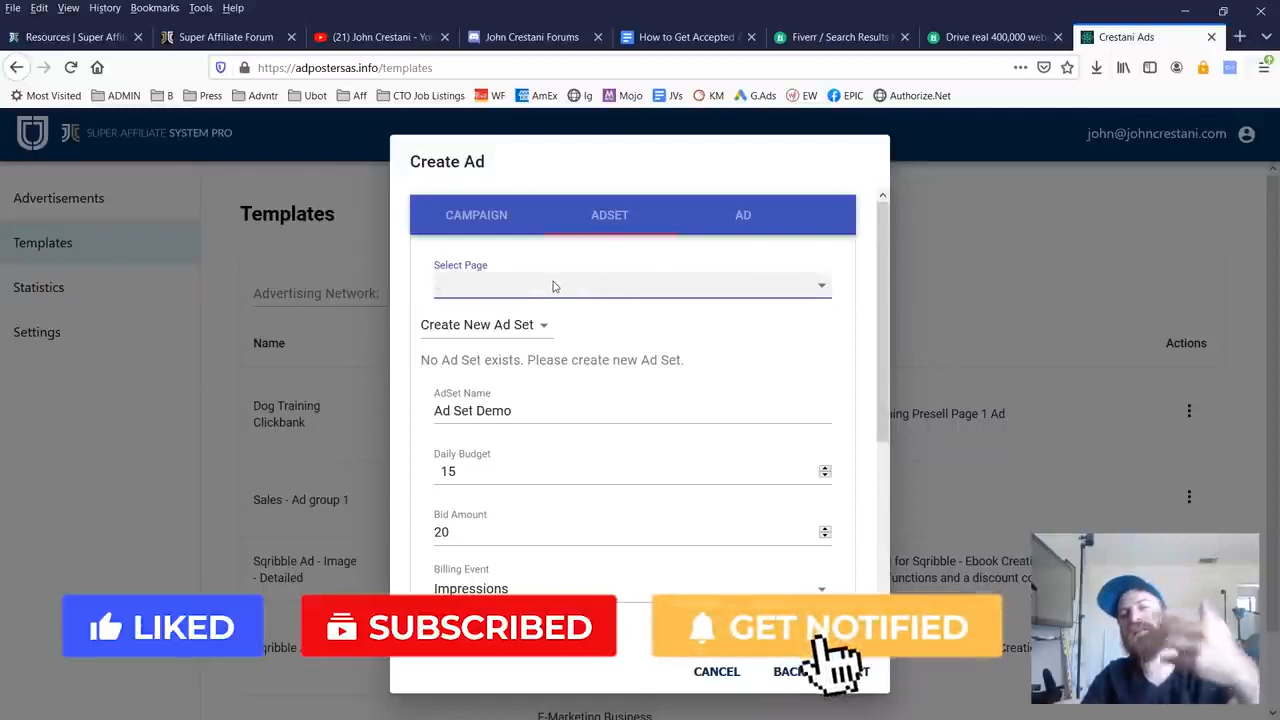 File Edit View History Bookmarks Tools Help
Resources | Super Affil
Super Affiliate Forum
(21) John Crestani - Yo
John Crestani Forums
How to Get Accepted
Fiverr / Search Results
Drive real 400,000 web
Crestani Ads
https://adpostersas.info/templates
Most Visited ADMIN B Press Advntr Ubot Aff CTO Job Listings WF AmEx Ig Mojo JVs KM G.Ads EW EPIC Authorize.Net
SUPER AFFILIATE SYSTEM PRO
john@johncrestani.com
Advertisements
Templates
Statistics
Settings
Templates
Advertising Network:
Name
Actions
Dog Training
Clickbank
ning Presell Page 1 Ad
Sales - Ad group 1
Sqribble Ad - Image
- Detailed
for Sqribble - Ebook Creati
unctions and a discount co
Sqribble
Creati
E-Marketing Business
Create Ad
CAMPAIGN ADSET AD
Select Page
Create New Ad Set
No Ad Set exists. Please create new Ad Set.
AdSet Name
Ad Set Demo
Daily Budget
15
Bid Amount
20
Billing Event
Impressions
CANCEL
LIKED
SUBSCRIBED
GET NOTIFIED